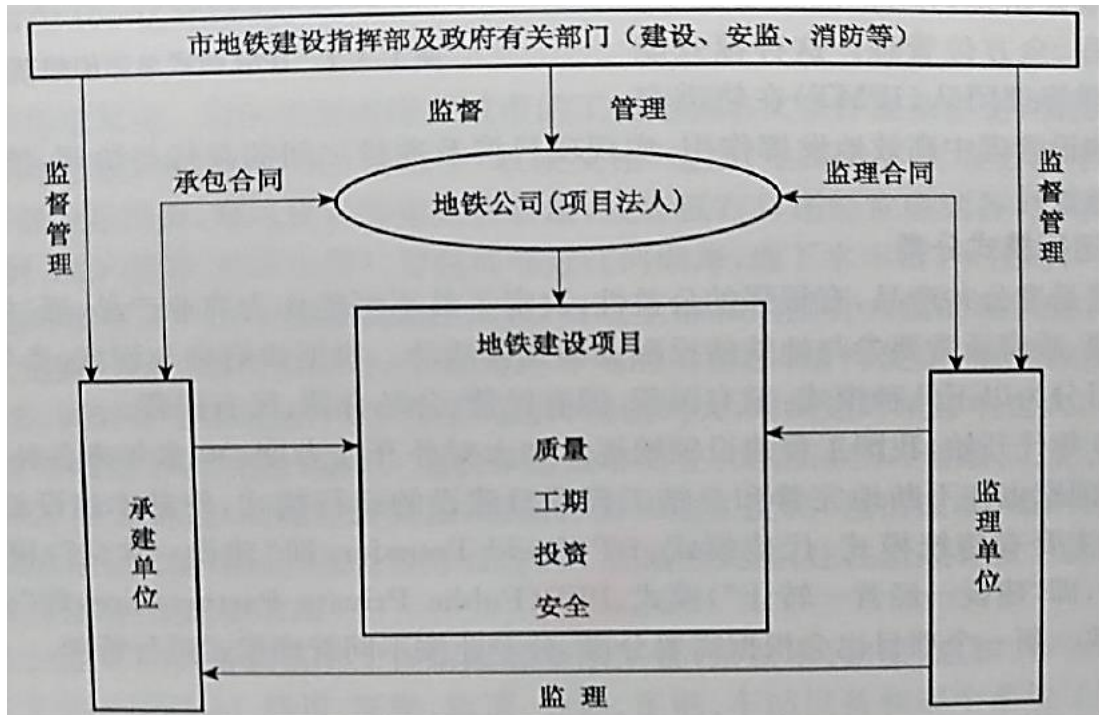 市地铁建设指挥部及政府有关部门（建设、安监、消防等）
监督 管理
监督管理
承包合同
地铁公司(项目法人)
监理合同
监督管理
地铁建设项目
质量
工期
投资
安全
承建单位
监理单位
监理